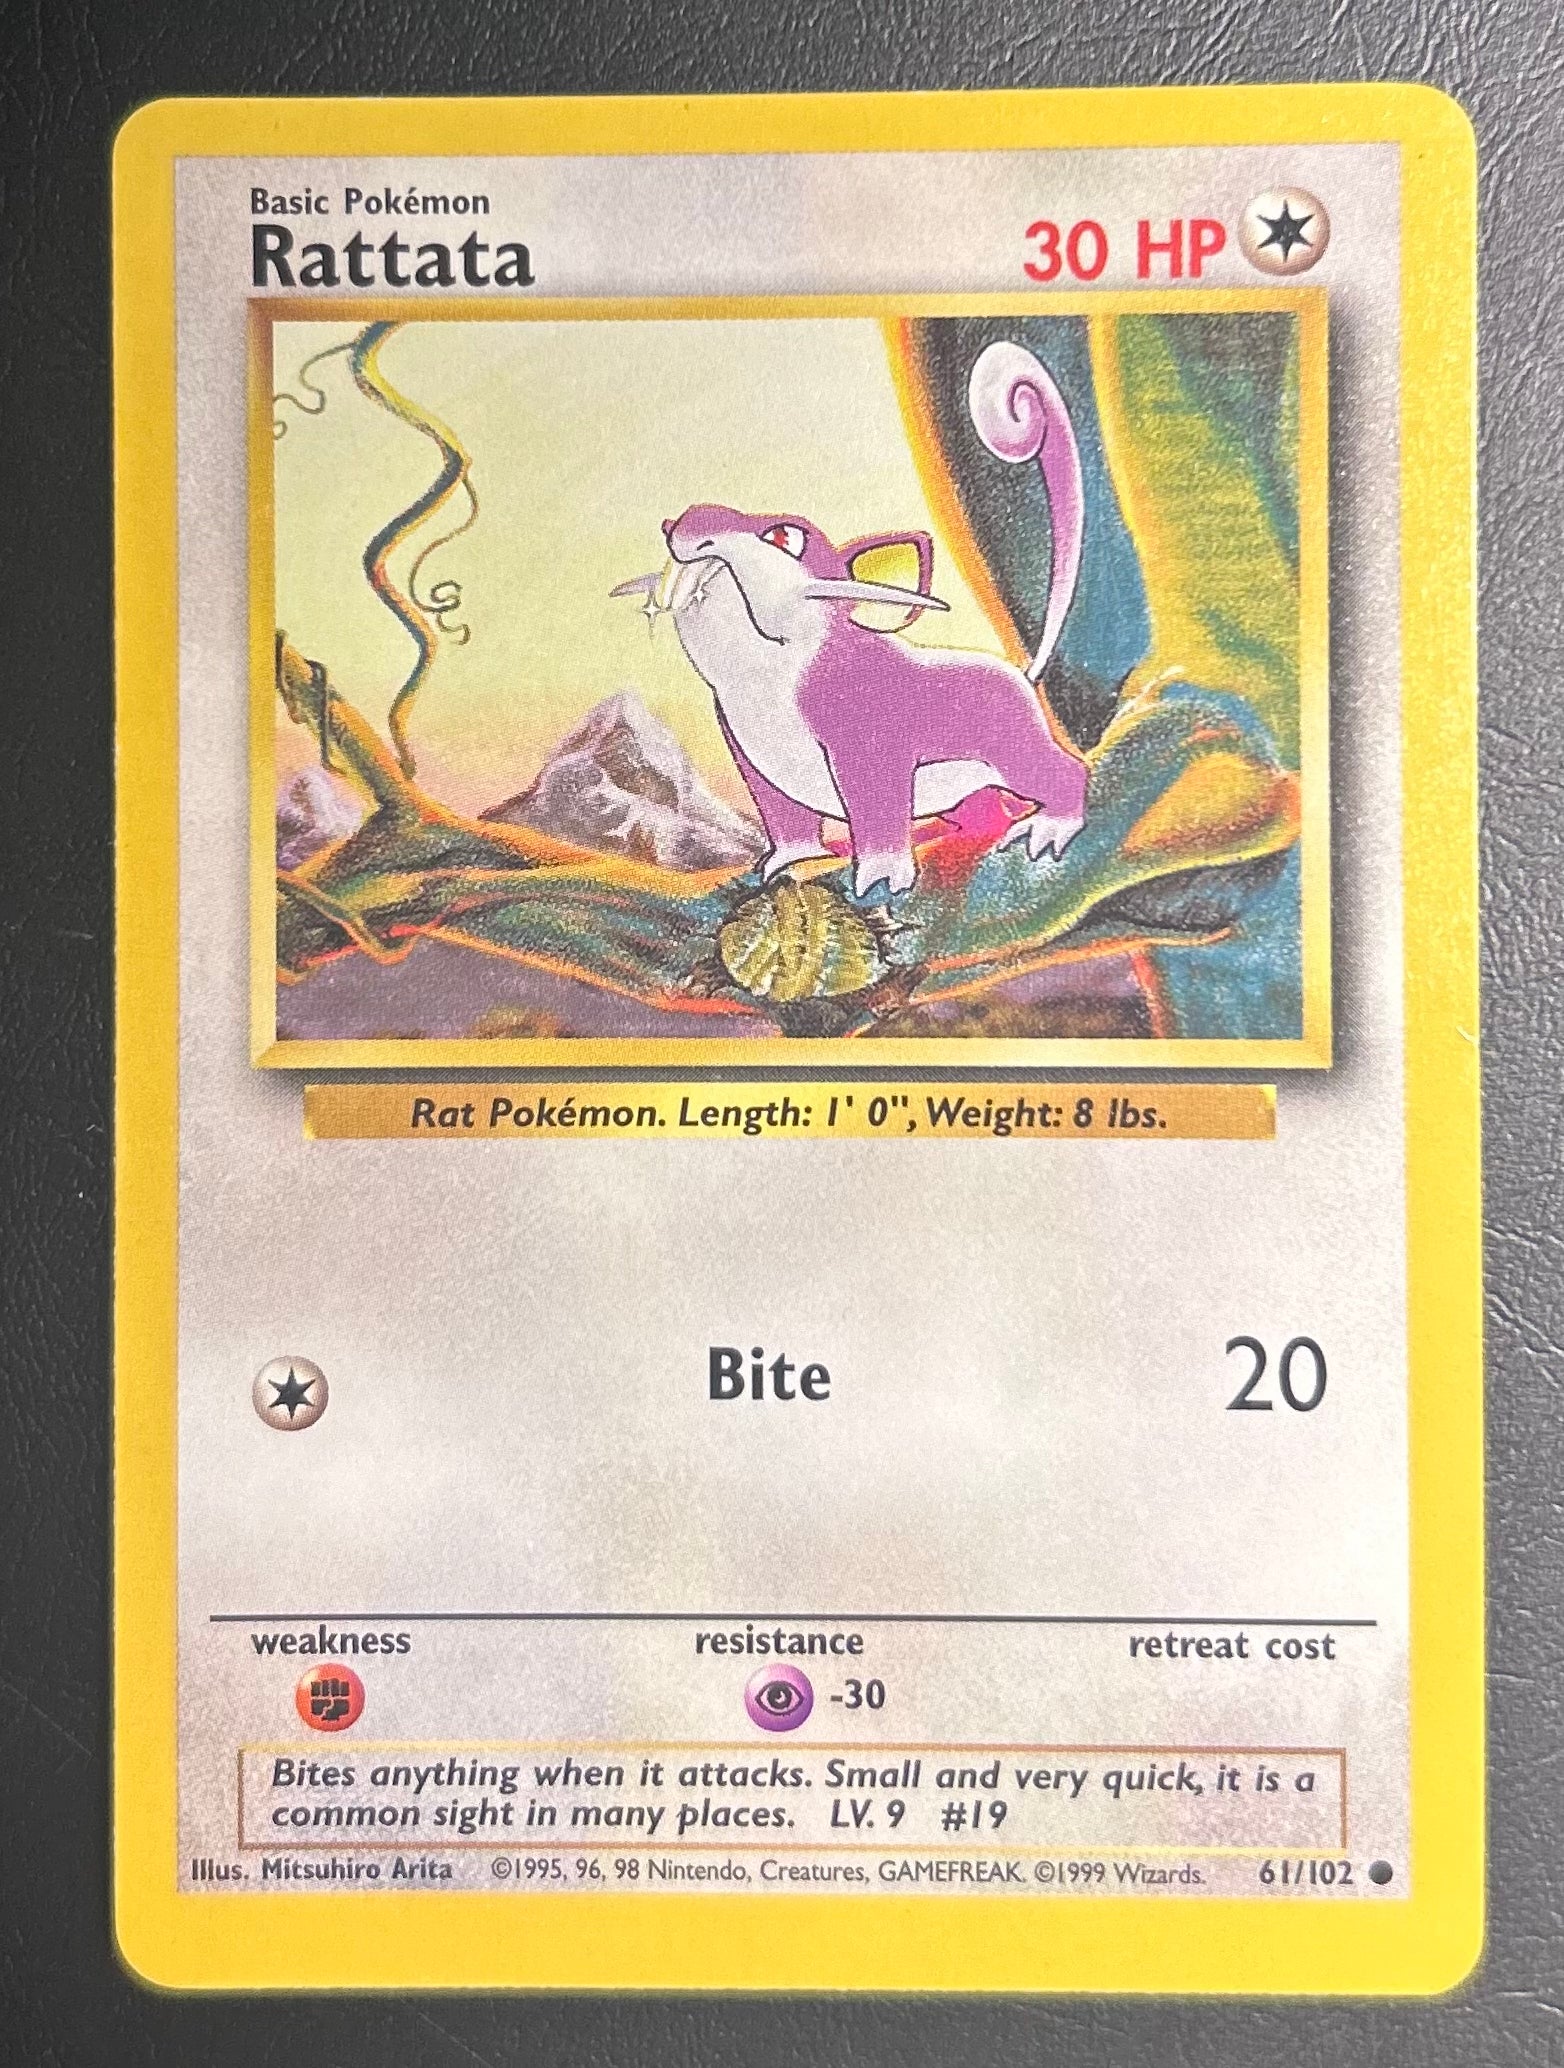 Basic Pokémon
Rattata
30 HP
Rat Pokémon. Length: 1' 0", Weight: 8 lbs.
Bite 20
weakness resistance retreat cost
-30
Bites anything when it attacks. Small and very quick, it is a
common sight in many places. LV. 9 #19
Illus. Mitsuhiro Arita ©1995, 96, 98 Nintendo, Creatures, GAMEFREAK. ©1999 Wizards. 61/102